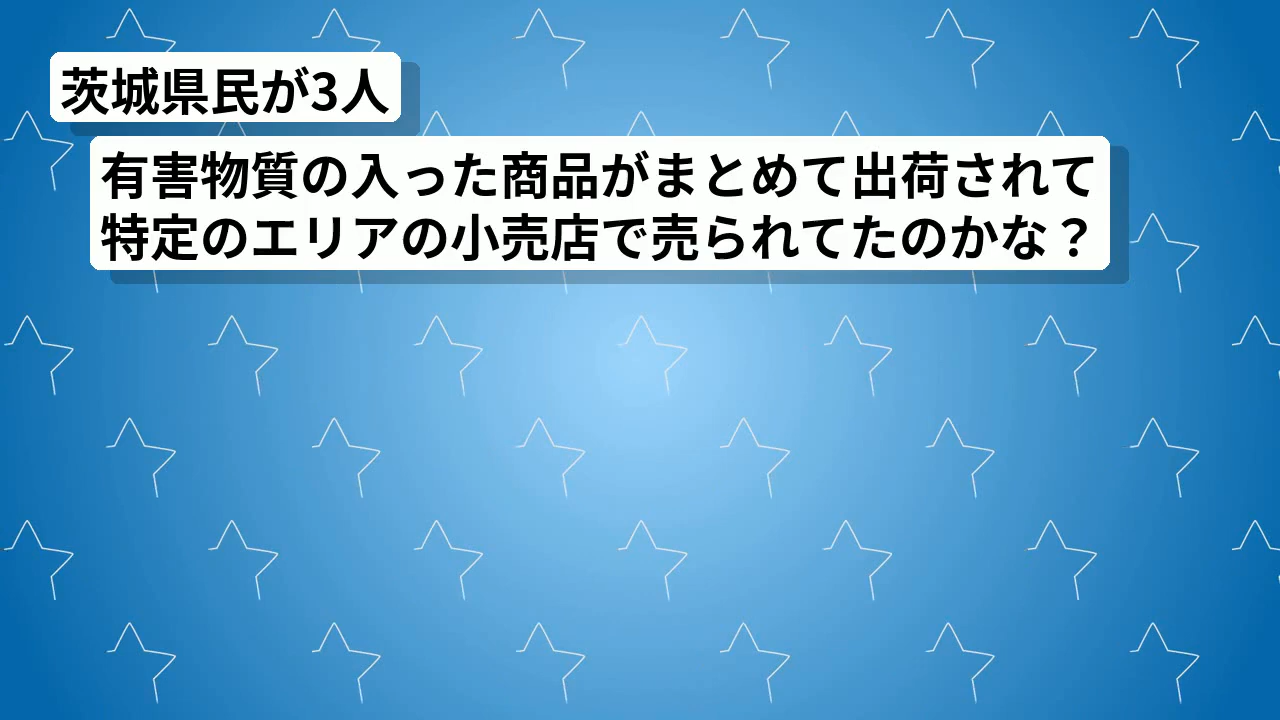 茨城県民が3人
有害物質の入った商品がまとめて出荷されて
特定のエリアの小売店で売られてたのかな？